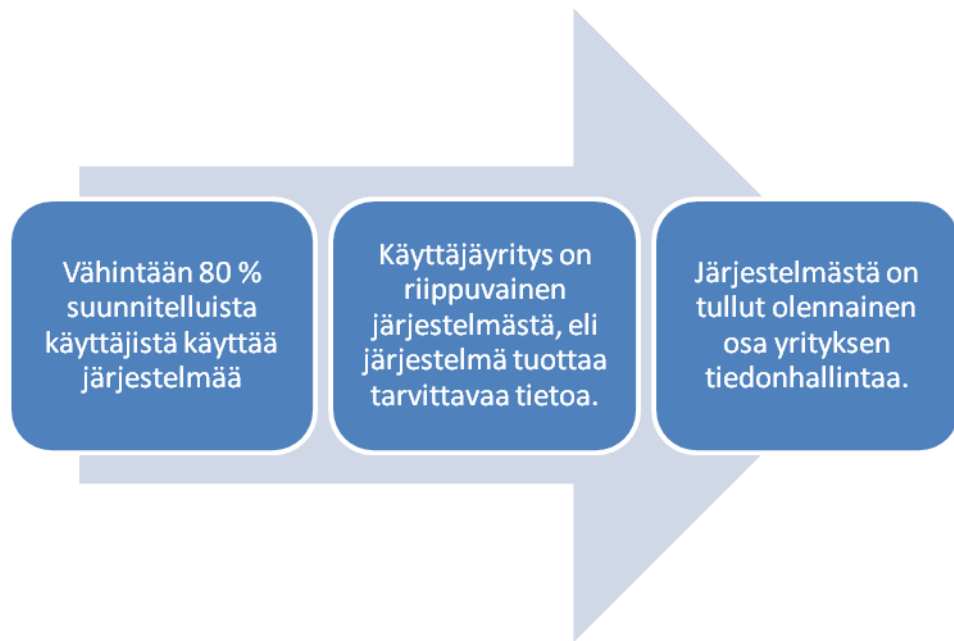 Vähintään 80 %
suunnitelluista
käyttäjistä käyttää
järjestelmää
Käyttäjäyritys on
riippuvainen
järjestelmästä, eli
järjestelmä tuottaa
tarvittavaa tietoa.
Järjestelmästä on
tullut olennainen
osa yrityksen
tiedonhallintaa.